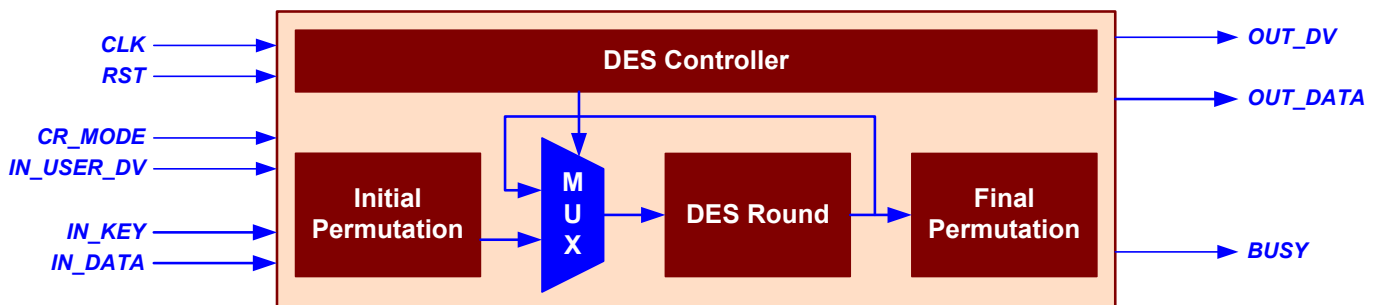 CLK
RST
CR_MODE
IN_USER_DV
IN_KEY
IN_DATA
DES Controller
Initial
Permutation
M
U
X
DES Round
Final
Permutation
OUT_DV
OUT_DATA
BUSY